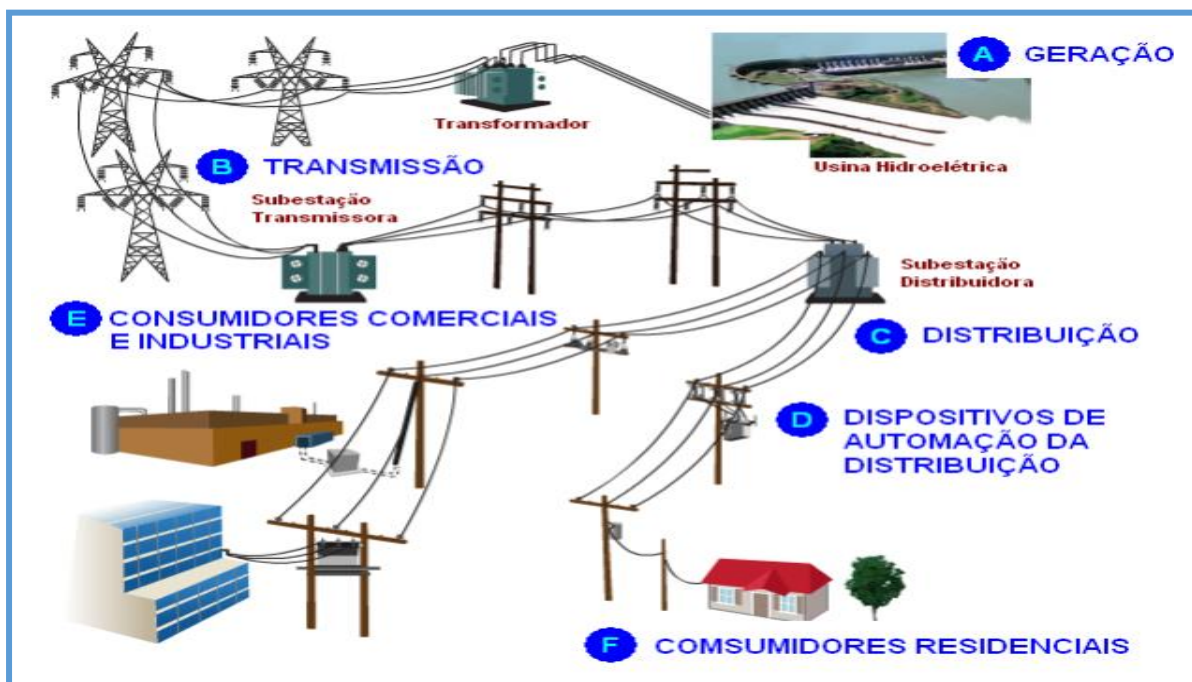 A GERAÇÃO
Transformador
Usina Hidroelétrica
B TRANSMISSÃO
Subestação
Transmissora
Subestação
Distribuidora
E CONSUMIDORES COMERCIAIS
E INDUSTRIAIS
C DISTRIBUIÇÃO
D DISPOSITIVOS DE
AUTOMAÇÃO DA
DISTRIBUIÇÃO
F COMSUMIDORES RESIDENCIAIS